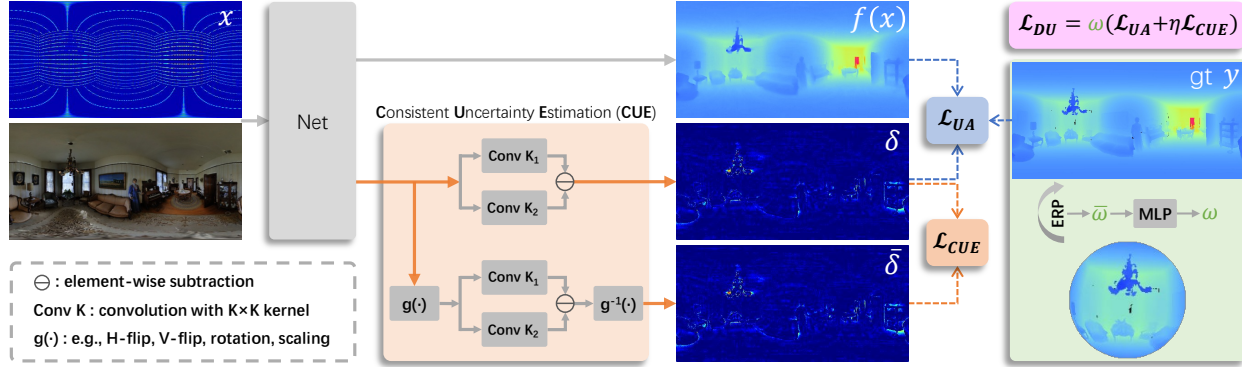 x
Net
Consistent Uncertainty Estimation (CUE)
Conv K₁
Conv K₂
g(·)
Conv K₁
Conv K₂
g⁻¹(·)
f(x)
δ
δ̄
ℒ_UA
ℒ_CUE
ℒ_DU = ω(ℒ_UA+ηℒ_CUE)
gt y
ERP
ω̄
MLP
ω
⊖ : element-wise subtraction
Conv K : convolution with K×K kernel
g(·) : e.g., H-flip, V-flip, rotation, scaling